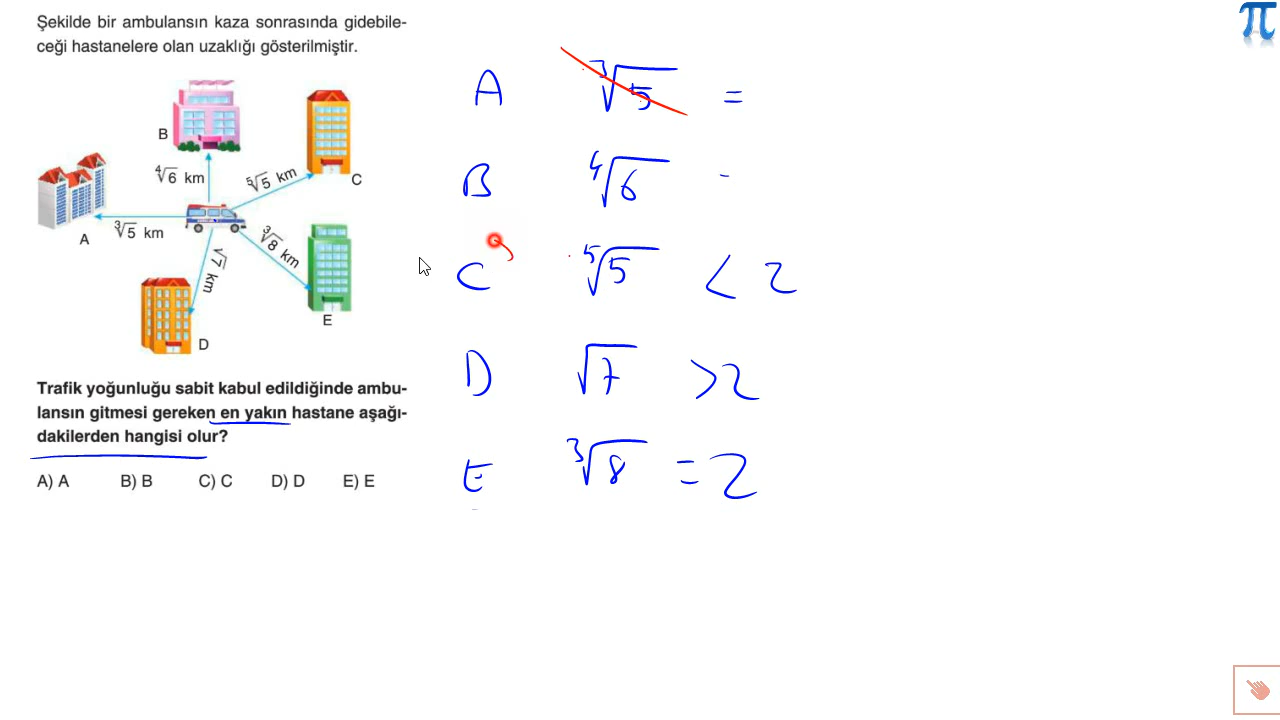 Şekilde bir ambulansın kaza sonrasında gidebile-
ceği hastanelere olan uzaklığı gösterilmiştir.
B
⁴√6 km
⁵√5 km
C
A
³√5 km
³√8 km
√7 km
E
D
Trafik yoğunluğu sabit kabul edildiğinde ambu-
lansın gitmesi gereken en yakın hastane aşağı-
dakilerden hangisi olur?
A) A B) B C) C D) D E) E
A ³√5 =
B ⁴√6 -
C ⁵√5 < 2
D √7 > 2
E ³√8 = 2
π